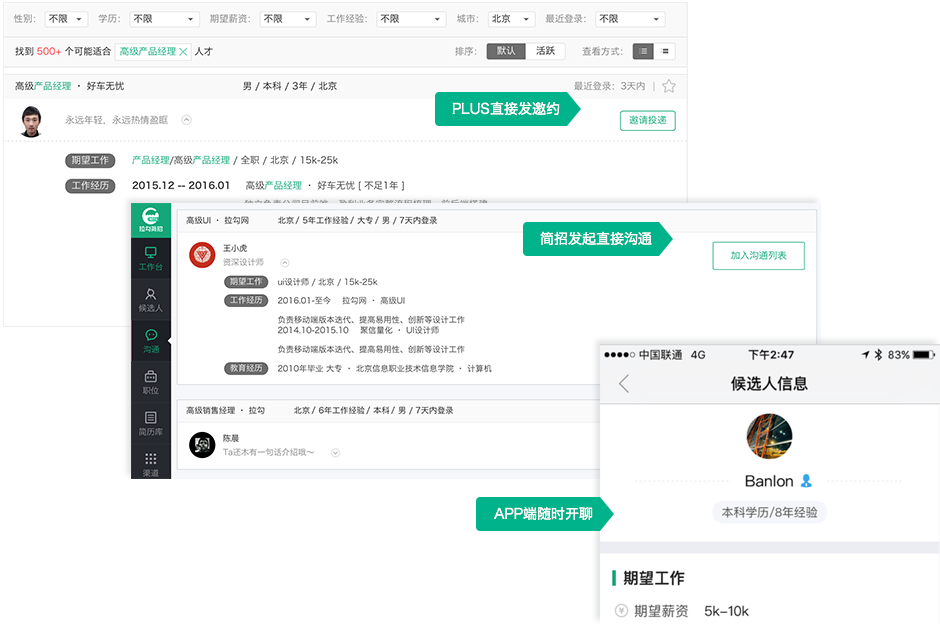 性别: 不限 学历: 不限 期望薪资: 不限 工作经验: 不限 城市: 北京 最近登录: 不限
找到 500+ 个可能适合 高级产品经理 × 人才 排序: 默认 活跃 查看方式:
高级产品经理 · 好车无忧 男 / 本科 / 3年 / 北京 最近登录: 3天内
PLUS直接发邀约
永远年轻，永远热情盈眶 邀请投递
期望工作 产品经理/高级产品经理 / 全职 / 北京 / 15k-25k
工作经历 2015.12 -- 2016.01 高级产品经理 · 好车无忧 [ 不足1年 ]
拉勾简招
工作台
候选人
沟通
职位
简历库
渠道
高级UI · 拉勾网 北京 / 5年工作经验 / 大专 / 男 / 7天内登录
简招发起直接沟通
王小虎
资深设计师
加入沟通列表
期望工作 ui设计师 / 北京 / 15k-25k
工作经历 2016.01-至今 拉勾网 · 高级UI
负责移动端版本迭代、提高易用性、创新等设计工作
2014.10-2015.10 聚信量化 · UI设计师
负责移动端版本迭代、提高易用性、创新等设计工作
教育经历 2010年毕业 大专 · 北京信息职业技术信息学院 · 计算机
高级销售经理 · 拉勾 北京 / 6年工作经验 / 本科 / 男 / 7天内登录
陈晨
Ta还木有一句话介绍哦～
APP端随时开聊
中国联通 4G 下午2:47 83%
候选人信息
Banlon
本科学历/8年经验
期望工作
期望薪资 5k-10k